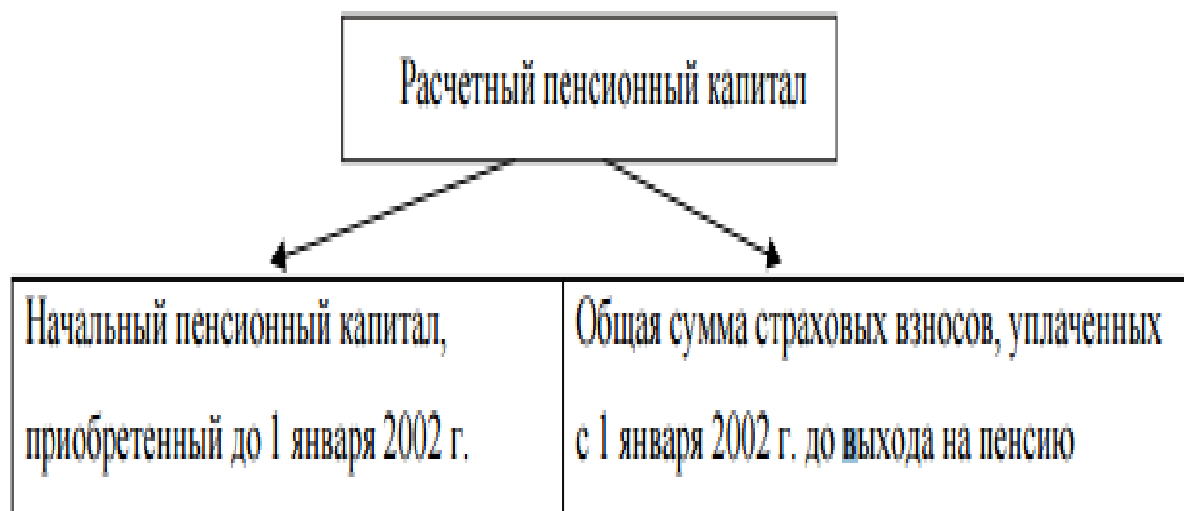 Расчетный пенсионный капитал
Начальный пенсионный капитал,
приобретенный до 1 января 2002 г.
Общая сумма страховых взносов, уплаченных
с 1 января 2002 г. до выхода на пенсию